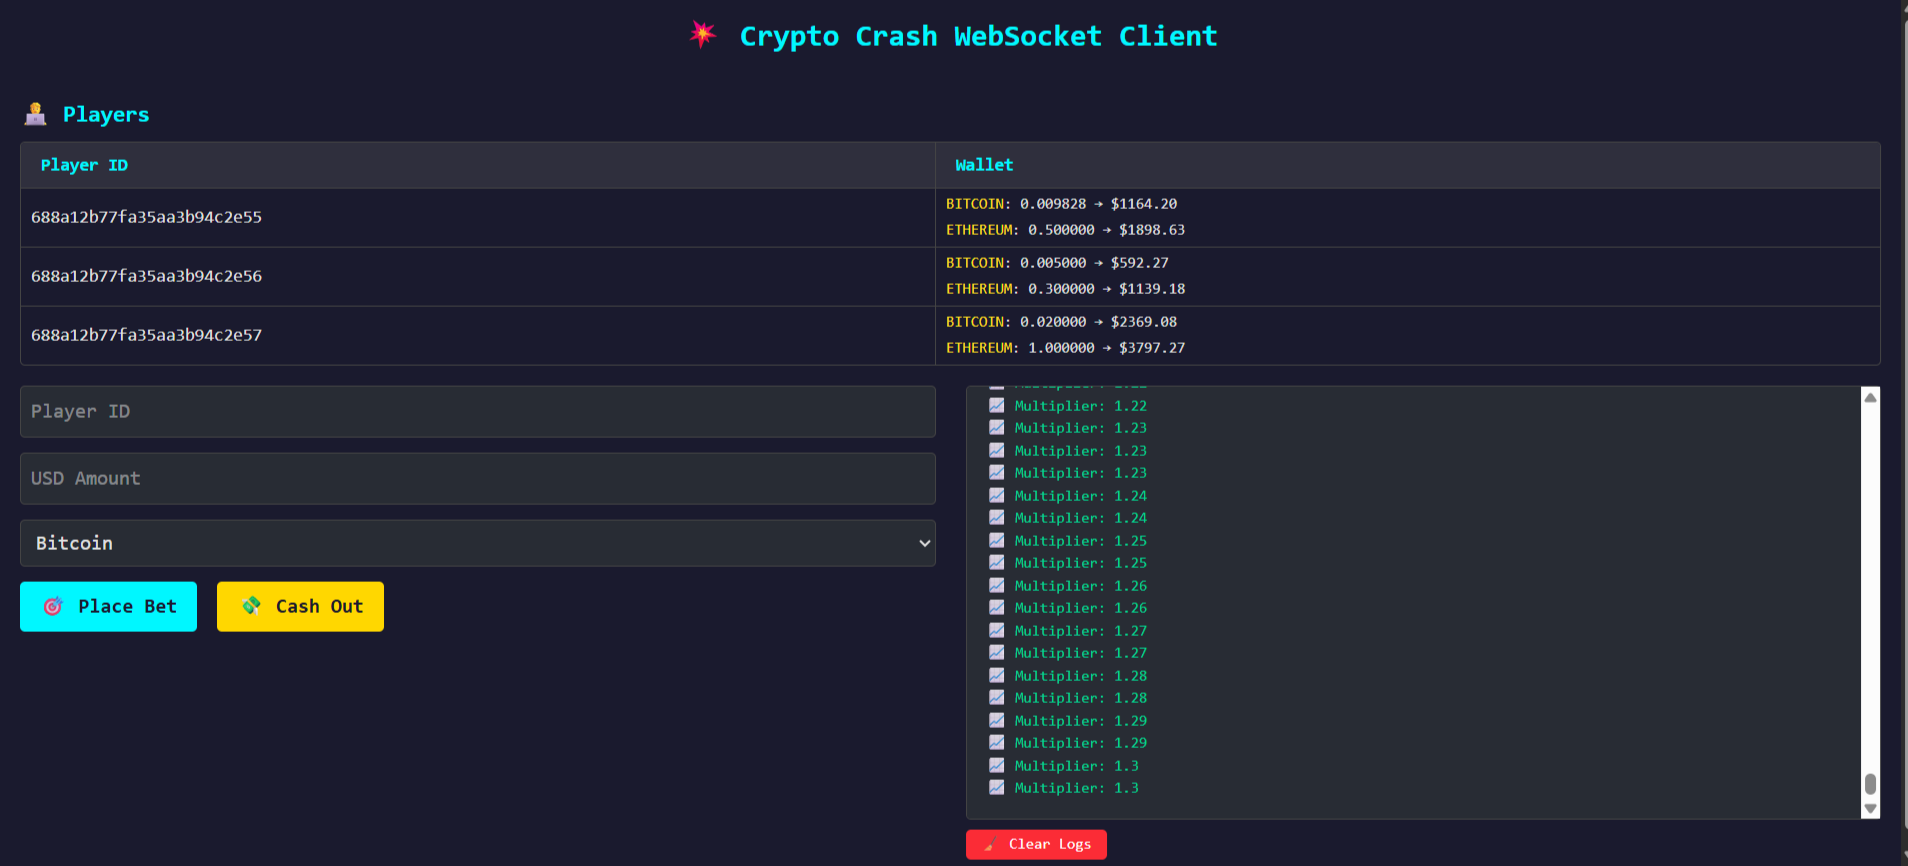 💥 Crypto Crash WebSocket Client
🧑‍💻 Players
Player ID
Wallet
688a12b77fa35aa3b94c2e55
BITCOIN: 0.009828 → $1164.20
ETHEREUM: 0.500000 → $1898.63
688a12b77fa35aa3b94c2e56
BITCOIN: 0.005000 → $592.27
ETHEREUM: 0.300000 → $1139.18
688a12b77fa35aa3b94c2e57
BITCOIN: 0.020000 → $2369.08
ETHEREUM: 1.000000 → $3797.27
Player ID
USD Amount
Bitcoin
🎯 Place Bet
💸 Cash Out
📈 Multiplier: 1.22
📈 Multiplier: 1.23
📈 Multiplier: 1.23
📈 Multiplier: 1.23
📈 Multiplier: 1.24
📈 Multiplier: 1.24
📈 Multiplier: 1.25
📈 Multiplier: 1.25
📈 Multiplier: 1.26
📈 Multiplier: 1.26
📈 Multiplier: 1.27
📈 Multiplier: 1.27
📈 Multiplier: 1.28
📈 Multiplier: 1.28
📈 Multiplier: 1.29
📈 Multiplier: 1.29
📈 Multiplier: 1.3
📈 Multiplier: 1.3
🧹 Clear Logs